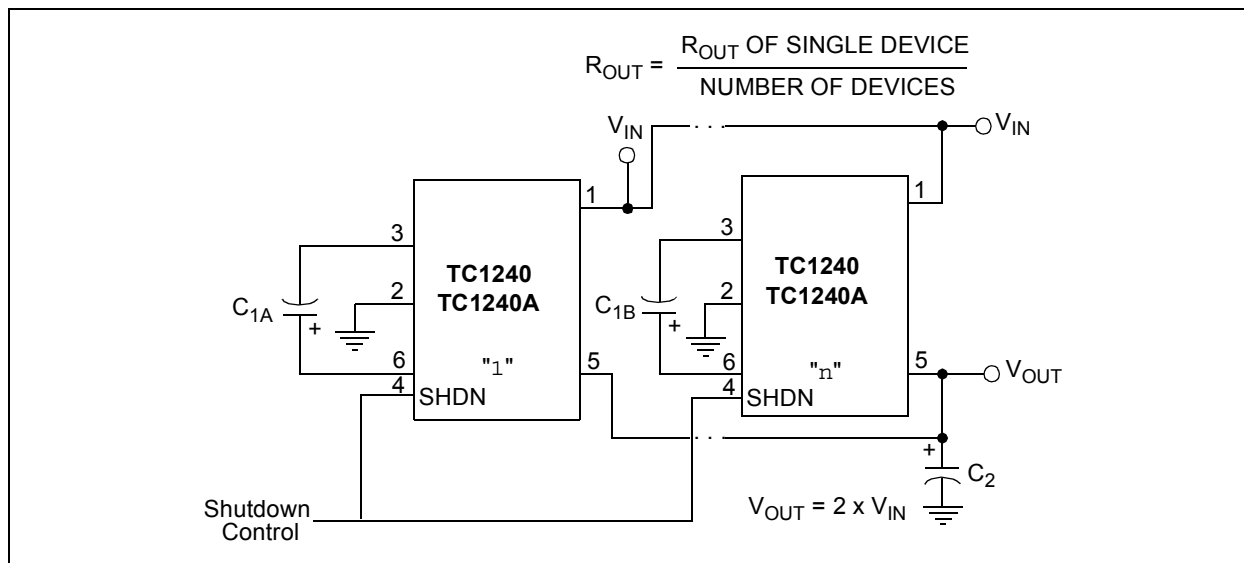 R_OUT = R_OUT OF SINGLE DEVICE
NUMBER OF DEVICES
V_IN
. . .
V_IN
1
3
2
6
4
5
TC1240
TC1240A
"1"
SHDN
C_1A
+
1
3
2
6
4
5
TC1240
TC1240A
"n"
SHDN
C_1B
+
V_OUT
. . .
+
C_2
V_OUT = 2 x V_IN
Shutdown
Control